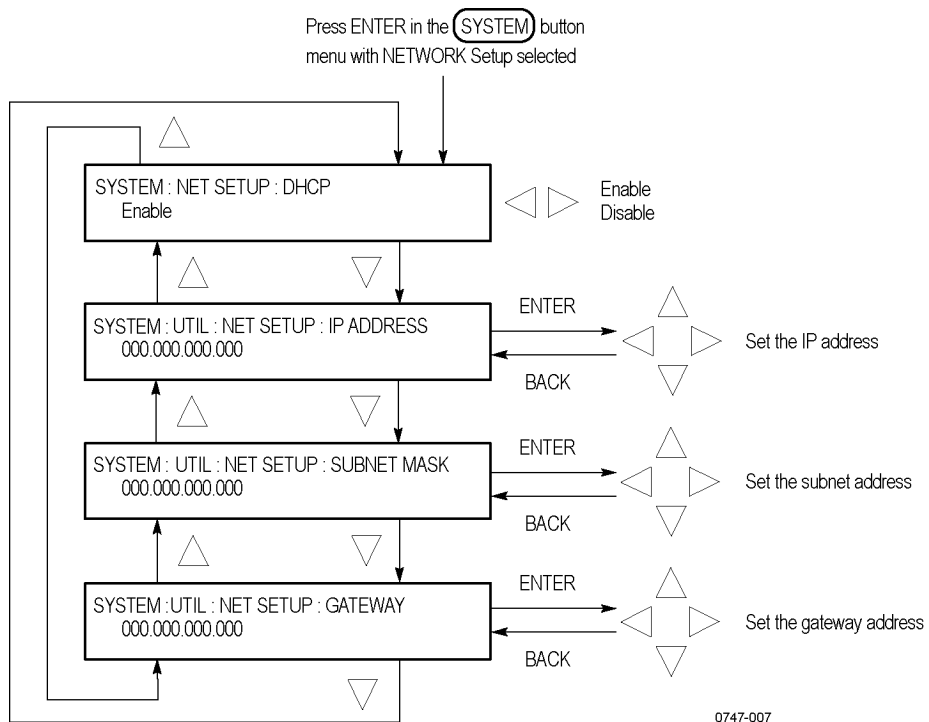 Press ENTER in the SYSTEM button
menu with NETWORK Setup selected
SYSTEM : NET SETUP : DHCP
Enable
Enable
Disable
SYSTEM : UTIL : NET SETUP : IP ADDRESS
000.000.000.000
ENTER
BACK
Set the IP address
SYSTEM : UTIL : NET SETUP : SUBNET MASK
000.000.000.000
ENTER
BACK
Set the subnet address
SYSTEM :UTIL : NET SETUP : GATEWAY
000.000.000.000
ENTER
BACK
Set the gateway address
0747-007